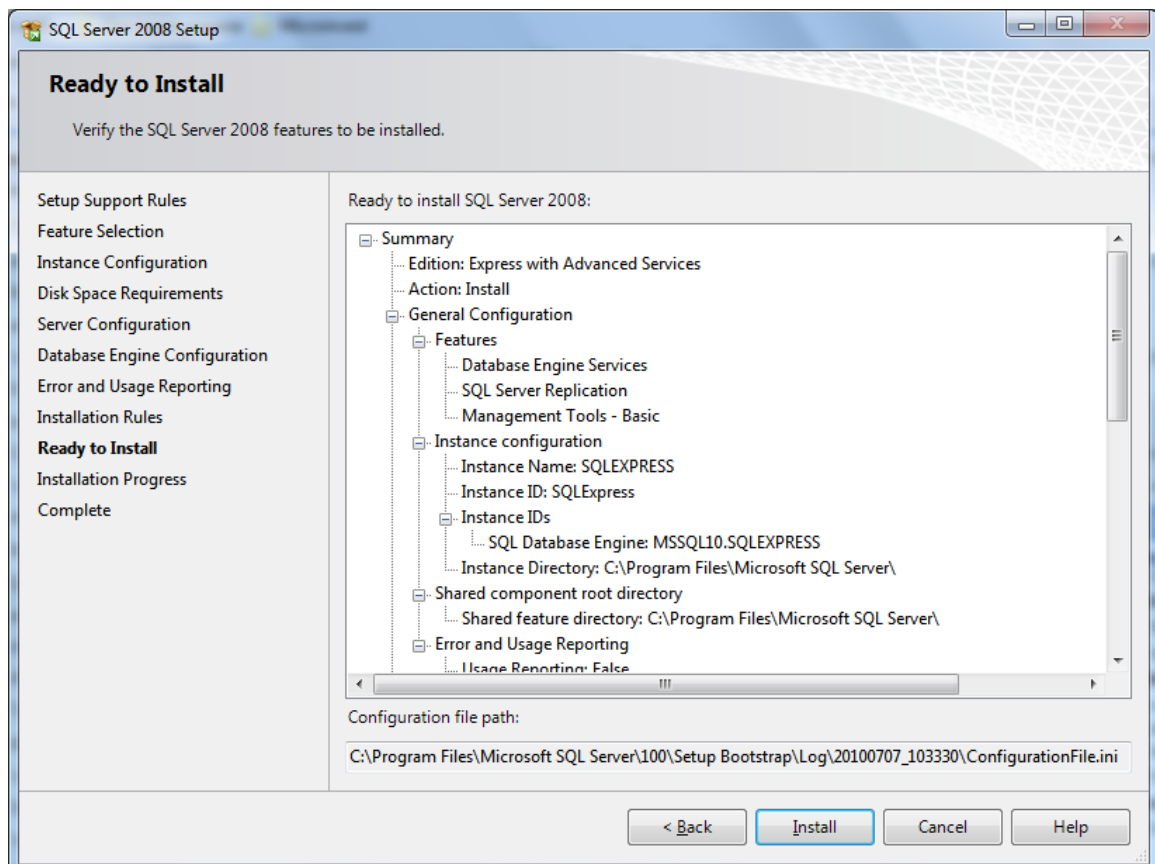 SQL Server 2008 Setup
Ready to Install
Verify the SQL Server 2008 features to be installed.
Setup Support Rules
Feature Selection
Instance Configuration
Disk Space Requirements
Server Configuration
Database Engine Configuration
Error and Usage Reporting
Installation Rules
Ready to Install
Installation Progress
Complete
Ready to install SQL Server 2008:
Summary
Edition: Express with Advanced Services
Action: Install
General Configuration
Features
Database Engine Services
SQL Server Replication
Management Tools - Basic
Instance configuration
Instance Name: SQLEXPRESS
Instance ID: SQLExpress
Instance IDs
SQL Database Engine: MSSQL10.SQLEXPRESS
Instance Directory: C:\Program Files\Microsoft SQL Server\
Shared component root directory
Shared feature directory: C:\Program Files\Microsoft SQL Server\
Error and Usage Reporting
Usage Reporting: False
Configuration file path:
C:\Program Files\Microsoft SQL Server\100\Setup Bootstrap\Log\20100707_103330\ConfigurationFile.ini
< Back
Install
Cancel
Help